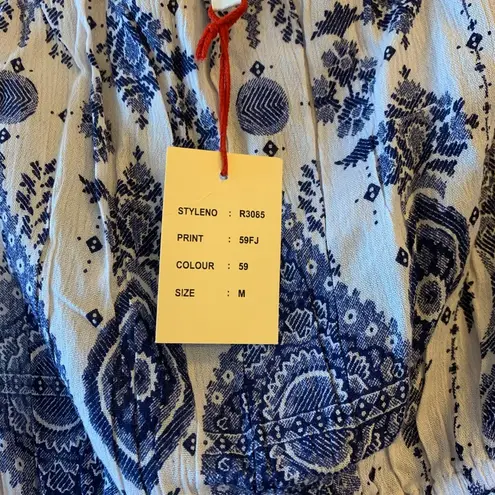 STYLENO : R3085
PRINT : 59FJ
COLOUR : 59
SIZE : M